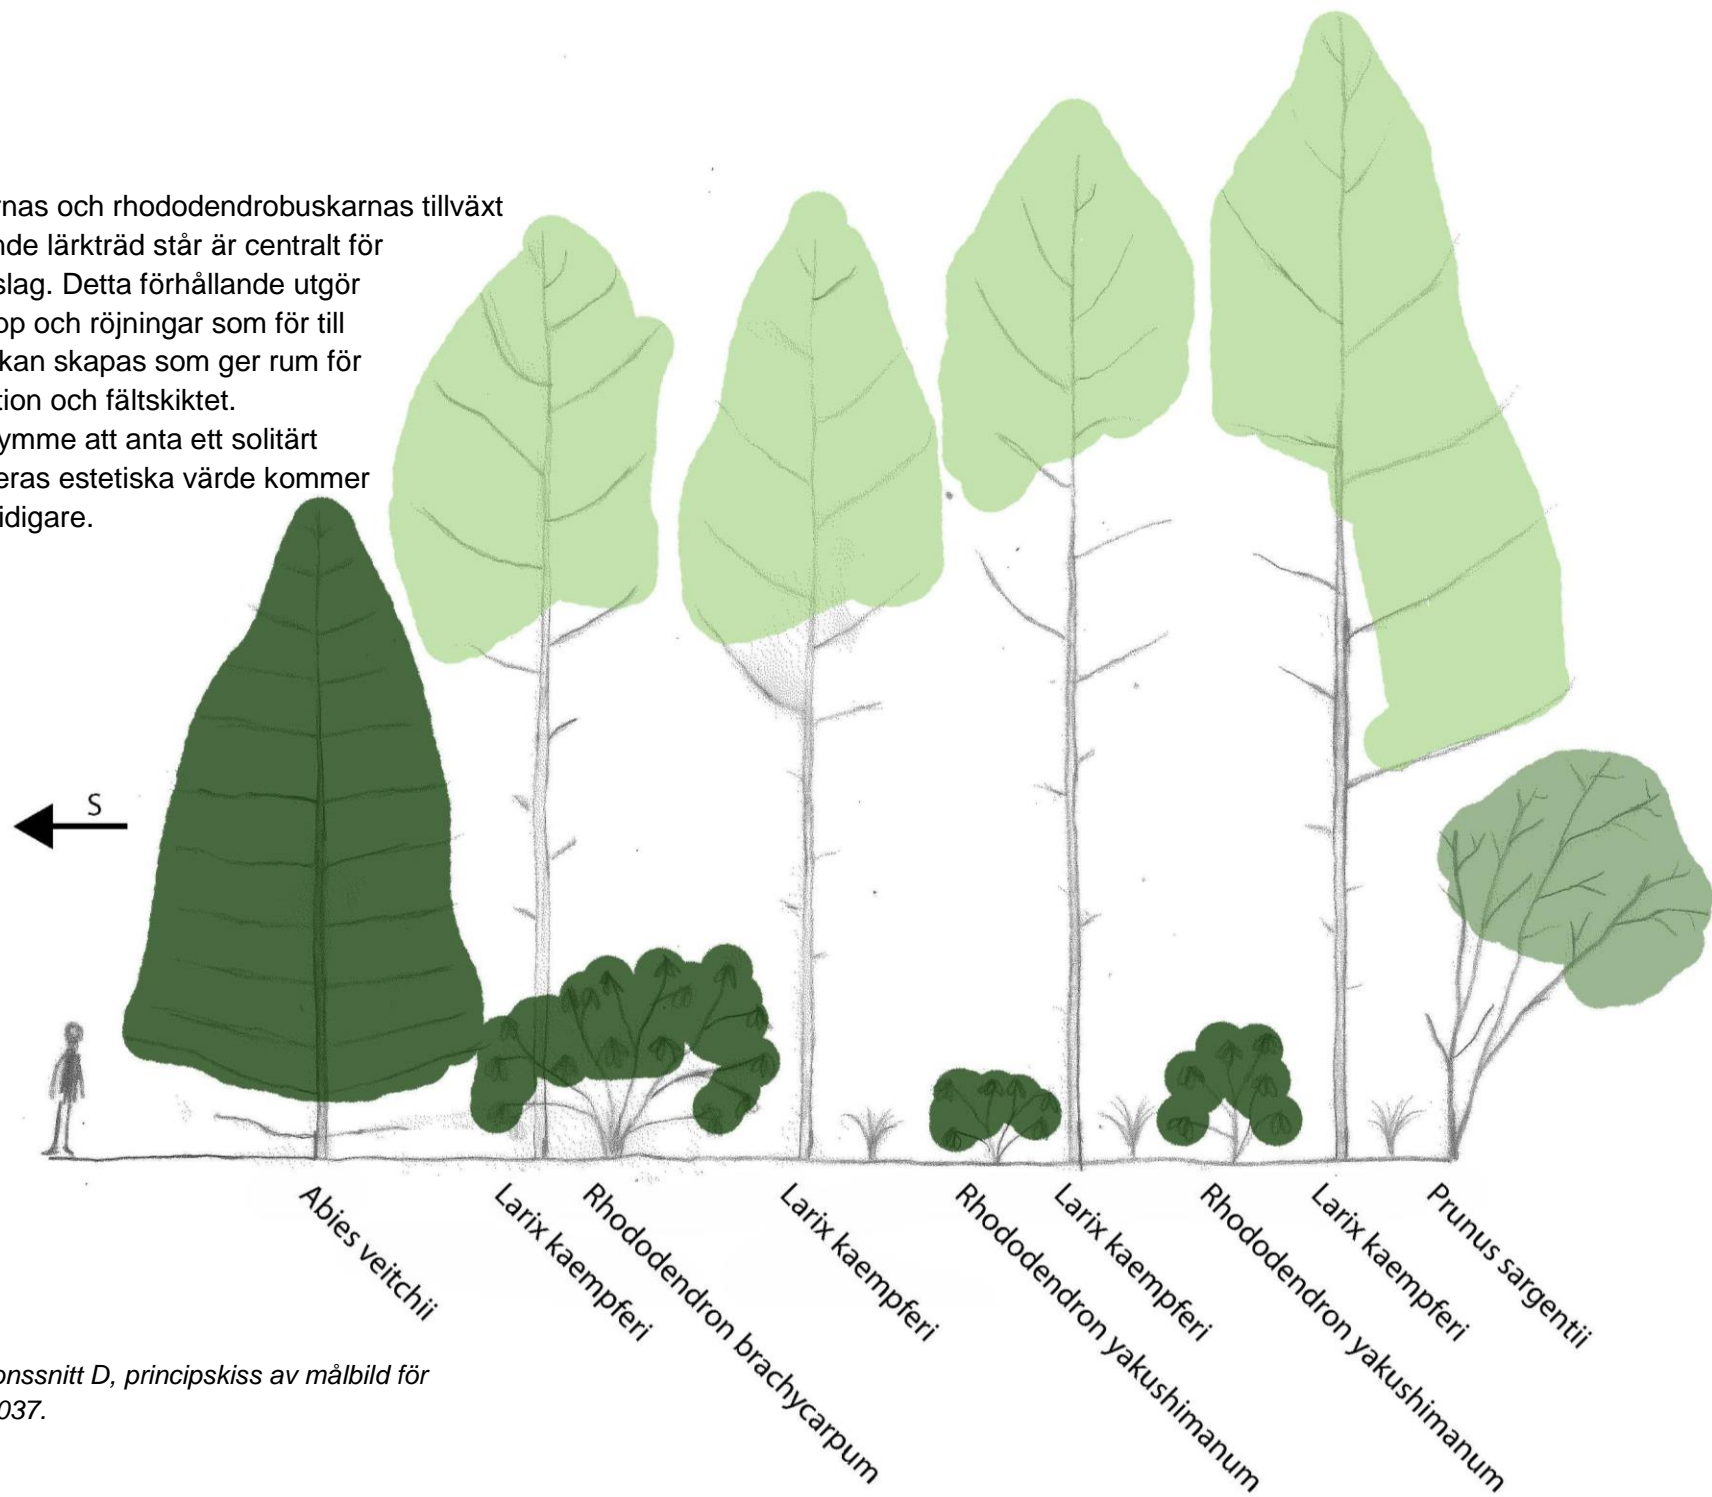 rnas och rhododendrobuskarnas tillväxt
nde lärkträd står är centralt för
slag. Detta förhållande utgör
op och röjningar som för till
kan skapas som ger rum för
tion och fältskiktet.
ymme att anta ett solitärt
eras estetiska värde kommer
idigare.
S
Abies veitchii
Larix kaempferi
Rhododendron brachycarpum
Larix kaempferi
Rhododendron yakushimanum
Larix kaempferi
Rhododendron yakushimanum
Larix kaempferi
Prunus sargentii
onssnitt D, principskiss av målbild för
037.